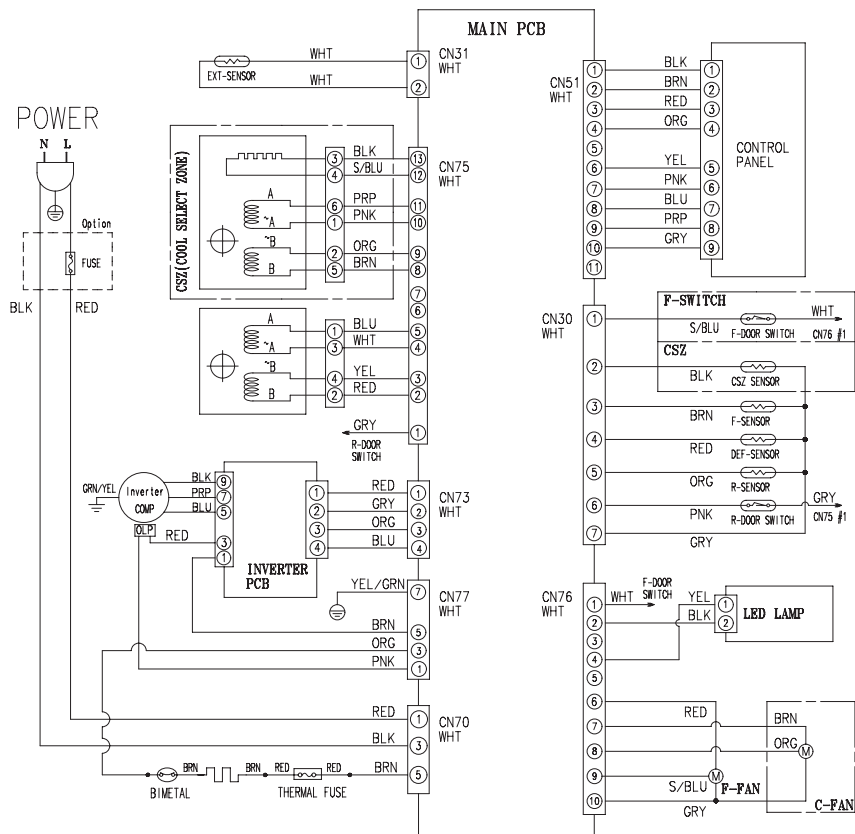 MAIN PCB
WHT
CN31
WHT
1
2
EXT-SENSOR
WHT
POWER
N L
Option
FUSE
BLK
RED
CSZ(COOL SELECT ZONE)
3 BLK 13
4 S/BLU 12
CN75
WHT
A
6 PRP 11
~A
1 PNK 10
~B
2 ORG 9
B
5 BRN 8
7
6
A
1 BLU 5
~A
3 WHT 4
~B
4 YEL 3
B
2 RED 2
GRY 1
R-DOOR
SWITCH
GRN/YEL
Inverter
COMP
OLP
BLK 9
PRP 7
BLU 5
RED 3
1
INVERTER
PCB
1 RED 1
2 GRY 2
3 ORG 3
4 BLU 4
CN73
WHT
YEL/GRN 7
CN77
WHT
BRN 5
ORG 3
PNK 1
RED 1
CN70
WHT
BLK 3
BRN BRN RED RED BRN 5
BIMETAL
THERMAL FUSE
CN51
WHT
1 BLK 1
2 BRN 2
3 RED 3
4 ORG 4
5
6 YEL 5
7 PNK 6
8 BLU 7
9 PRP 8
10 GRY 9
11
CONTROL
PANEL
CN30
WHT
F-SWITCH
1 S/BLU F-DOOR SWITCH WHT
CN76 #1
CSZ
2 BLK CSZ SENSOR
3 BRN F-SENSOR
4 RED DEF-SENSOR
5 ORG R-SENSOR
6 PNK R-DOOR SWITCH GRY
CN75 #1
7 GRY
CN76
WHT
F-DOOR
SWITCH
1 WHT
YEL 1
2 BLK 2
LED LAMP
3
4
5
6 RED
7 BRN
8 ORG M
9 S/BLU M
F-FAN
10 GRY
C-FAN